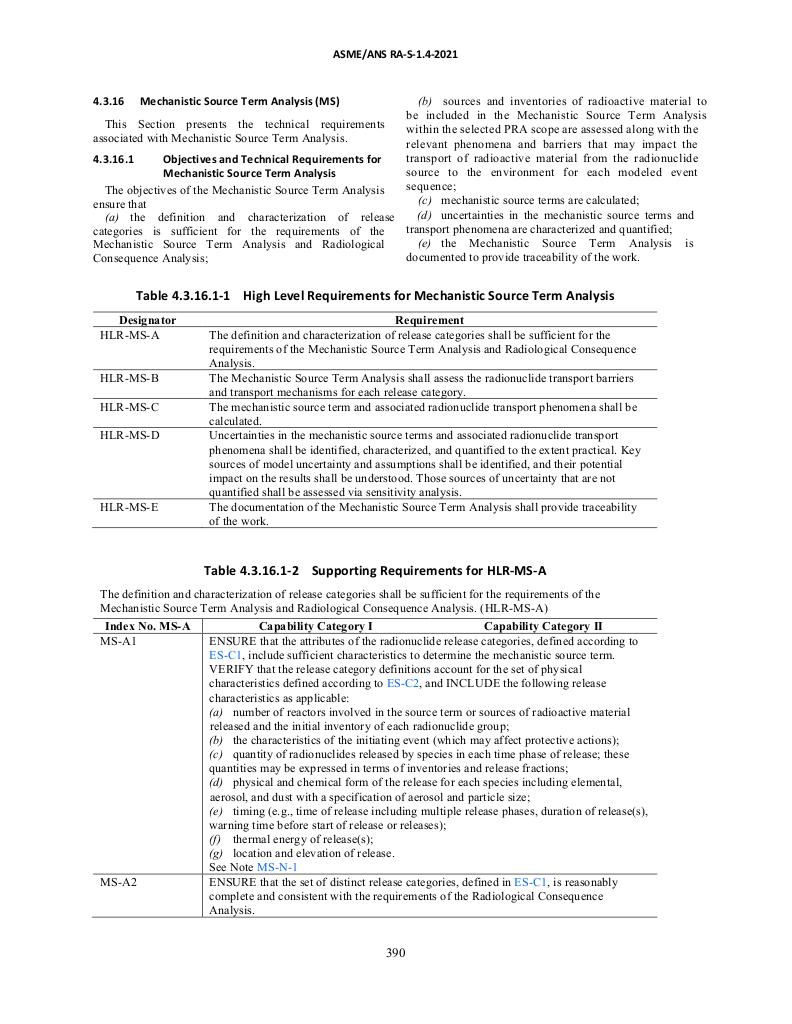 ASME/ANS RA-S-1.4-2021
4.3.16 Mechanistic Source Term Analysis (MS)
This Section presents the technical requirements
associated with Mechanistic Source Term Analysis.
4.3.16.1 Objectives and Technical Requirements for
Mechanistic Source Term Analysis
The objectives of the Mechanistic Source Term Analysis
ensure that
(a) the definition and characterization of release
categories is sufficient for the requirements of the
Mechanistic Source Term Analysis and Radiological
Consequence Analysis;
(b) sources and inventories of radioactive material to
be included in the Mechanistic Source Term Analysis
within the selected PRA scope are assessed along with the
relevant phenomena and barriers that may impact the
transport of radioactive material from the radionuclide
source to the environment for each modeled event
sequence;
(c) mechanistic source terms are calculated;
(d) uncertainties in the mechanistic source terms and
transport phenomena are characterized and quantified;
(e) the Mechanistic Source Term Analysis is
documented to provide traceability of the work.
Table 4.3.16.1-1 High Level Requirements for Mechanistic Source Term Analysis
Designator Requirement
HLR-MS-A The definition and characterization of release categories shall be sufficient for the
requirements of the Mechanistic Source Term Analysis and Radiological Consequence
Analysis.
HLR-MS-B The Mechanistic Source Term Analysis shall assess the radionuclide transport barriers
and transport mechanisms for each release category.
HLR-MS-C The mechanistic source term and associated radionuclide transport phenomena shall be
calculated.
HLR-MS-D Uncertainties in the mechanistic source terms and associated radionuclide transport
phenomena shall be identified, characterized, and quantified to the extent practical. Key
sources of model uncertainty and assumptions shall be identified, and their potential
impact on the results shall be understood. Those sources of uncertainty that are not
quantified shall be assessed via sensitivity analysis.
HLR-MS-E The documentation of the Mechanistic Source Term Analysis shall provide traceability
of the work.
Table 4.3.16.1-2 Supporting Requirements for HLR-MS-A
The definition and characterization of release categories shall be sufficient for the requirements of the
Mechanistic Source Term Analysis and Radiological Consequence Analysis. (HLR-MS-A)
Index No. MS-A Capability Category I Capability Category II
MS-A1 ENSURE that the attributes of the radionuclide release categories, defined according to
ES-C1, include sufficient characteristics to determine the mechanistic source term.
VERIFY that the release category definitions account for the set of physical
characteristics defined according to ES-C2, and INCLUDE the following release
characteristics as applicable:
(a) number of reactors involved in the source term or sources of radioactive material
released and the initial inventory of each radionuclide group;
(b) the characteristics of the initiating event (which may affect protective actions);
(c) quantity of radionuclides released by species in each time phase of release; these
quantities may be expressed in terms of inventories and release fractions;
(d) physical and chemical form of the release for each species including elemental,
aerosol, and dust with a specification of aerosol and particle size;
(e) timing (e.g., time of release including multiple release phases, duration of release(s),
warning time before start of release or releases);
(f) thermal energy of release(s);
(g) location and elevation of release.
See Note MS-N-1
MS-A2 ENSURE that the set of distinct release categories, defined in ES-C1, is reasonably
complete and consistent with the requirements of the Radiological Consequence
Analysis.
390